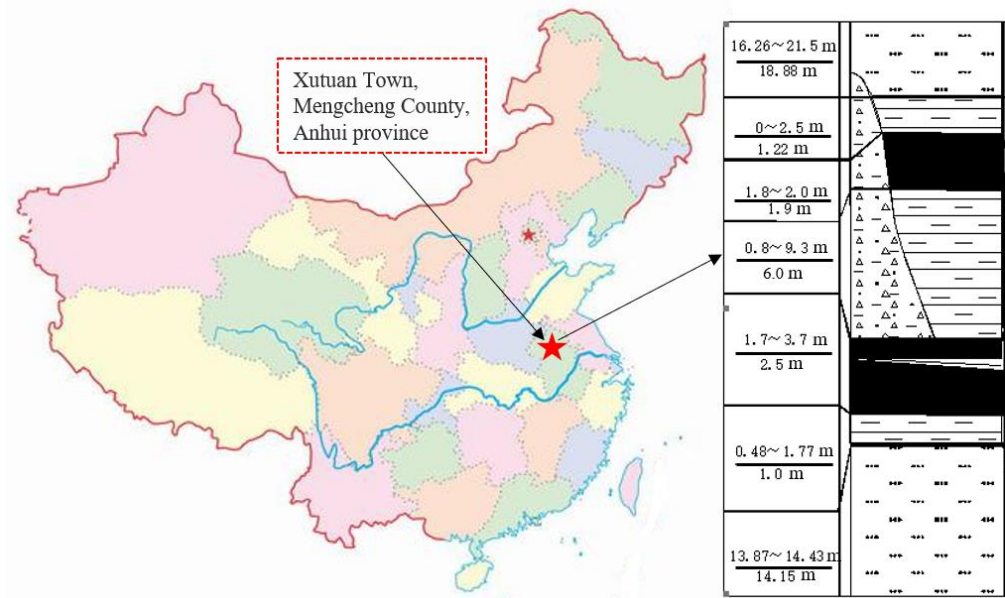 Xutuan Town,
Mengcheng County,
Anhui province
16.26~21.5 m
18.88 m
0~2.5 m
1.22 m
1.8~2.0 m
1.9 m
0.8~9.3 m
6.0 m
1.7~3.7 m
2.5 m
0.48~1.77 m
1.0 m
13.87~14.43 m
14.15 m